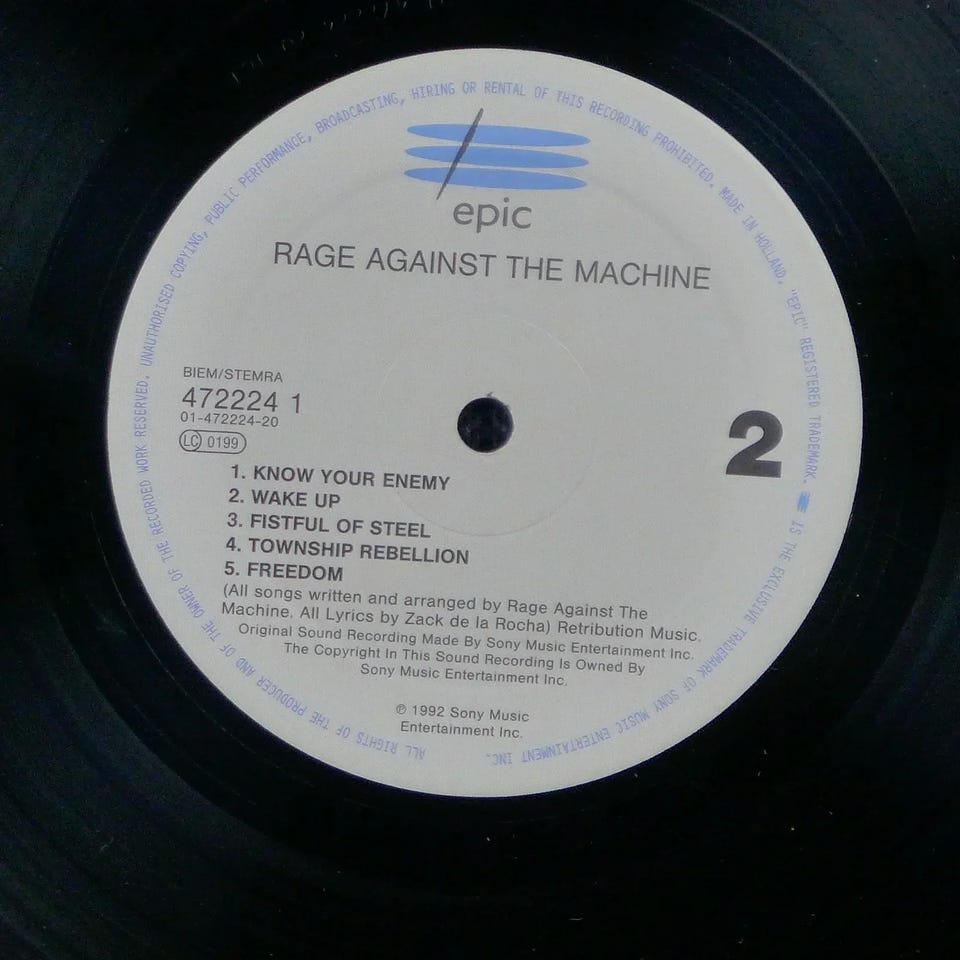 epic
RAGE AGAINST THE MACHINE
BIEM/STEMRA
472224 1
01-472224-20
LC 0199
2
1. KNOW YOUR ENEMY
2. WAKE UP
3. FISTFUL OF STEEL
4. TOWNSHIP REBELLION
5. FREEDOM
(All songs written and arranged by Rage Against The
Machine. All Lyrics by Zack de la Rocha) Retribution Music.
Original Sound Recording Made By Sony Music Entertainment Inc.
The Copyright In This Sound Recording Is Owned By
Sony Music Entertainment Inc.
℗ 1992 Sony Music
Entertainment Inc.
ALL RIGHTS OF THE PRODUCER AND OF THE OWNER OF THE RECORDED WORK RESERVED. UNAUTHORISED COPYING, PUBLIC PERFORMANCE, BROADCASTING, HIRING OR RENTAL OF THIS RECORDING PROHIBITED. MADE IN HOLLAND. "EPIC" REGISTERED TRADEMARK. IS THE EXCLUSIVE TRADEMARK OF SONY MUSIC ENTERTAINMENT INC.